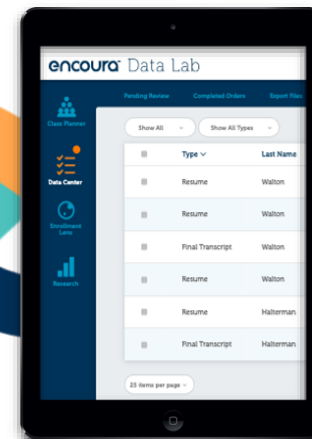 encoura Data Lab
Pending Review Completed Orders Export Files
Class Planner
Data Center
Enrollment Lens
Research
Show All Show All Types
Type Last Name
Resume Walton
Resume Walton
Final Transcript Walton
Resume Walton
Resume Halterman
Final Transcript Halterman
25 items per page